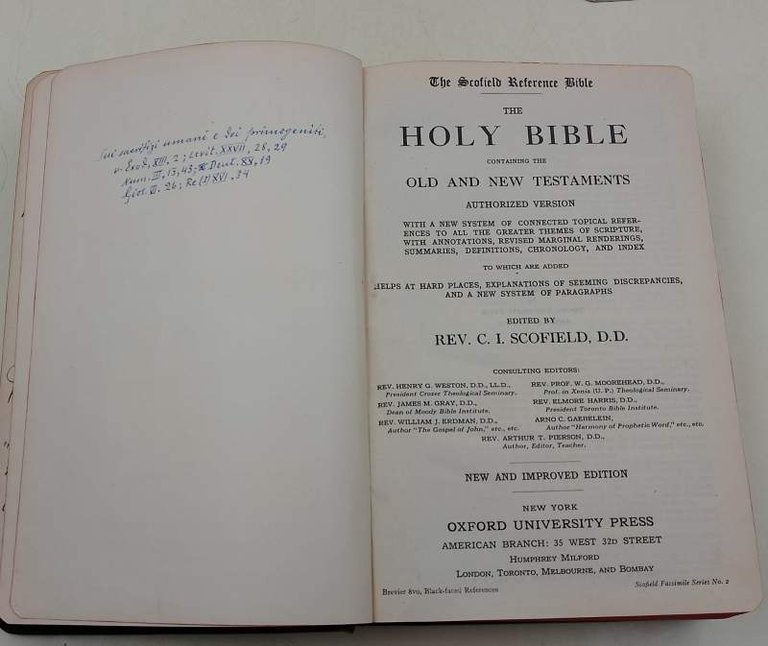 Sui sacrifizi umani e dei primogeniti,
v. Exod. XIII, 2; Levit. XXVII, 28, 29
Num. III, 13, 43; Deut. XX, 19
26; Re (I) XVI, 34
The Scofield Reference Bible
THE
HOLY BIBLE
CONTAINING THE
OLD AND NEW TESTAMENTS
AUTHORIZED VERSION
WITH A NEW SYSTEM OF CONNECTED TOPICAL REFER-
ENCES TO ALL THE GREATER THEMES OF SCRIPTURE,
WITH ANNOTATIONS, REVISED MARGINAL RENDERINGS,
SUMMARIES, DEFINITIONS, CHRONOLOGY, AND INDEX
TO WHICH ARE ADDED
HELPS AT HARD PLACES, EXPLANATIONS OF SEEMING DISCREPANCIES,
AND A NEW SYSTEM OF PARAGRAPHS
EDITED BY
REV. C. I. SCOFIELD, D.D.
CONSULTING EDITORS:
REV. HENRY G. WESTON, D.D., LL.D.,
President Crozer Theological Seminary.
REV. JAMES M. GRAY, D.D.,
Dean of Moody Bible Institute.
REV. WILLIAM J. ERDMAN, D.D.,
Author "The Gospel of John," etc., etc.
REV. PROF. W. G. MOOREHEAD, D.D.,
Prof. in Xenia (U. P.) Theological Seminary.
REV. ELMORE HARRIS, D.D.,
President Toronto Bible Institute.
ARNO C. GAEBELEIN,
Author "Harmony of Prophetic Word," etc., etc.
REV. ARTHUR T. PIERSON, D.D.,
Author, Editor, Teacher.
NEW AND IMPROVED EDITION
NEW YORK
OXFORD UNIVERSITY PRESS
AMERICAN BRANCH: 35 WEST 32D STREET
HUMPHREY MILFORD
LONDON, TORONTO, MELBOURNE, AND BOMBAY
Brevier 8vo, Black-faced References
Scofield Facsimile Series No. 2